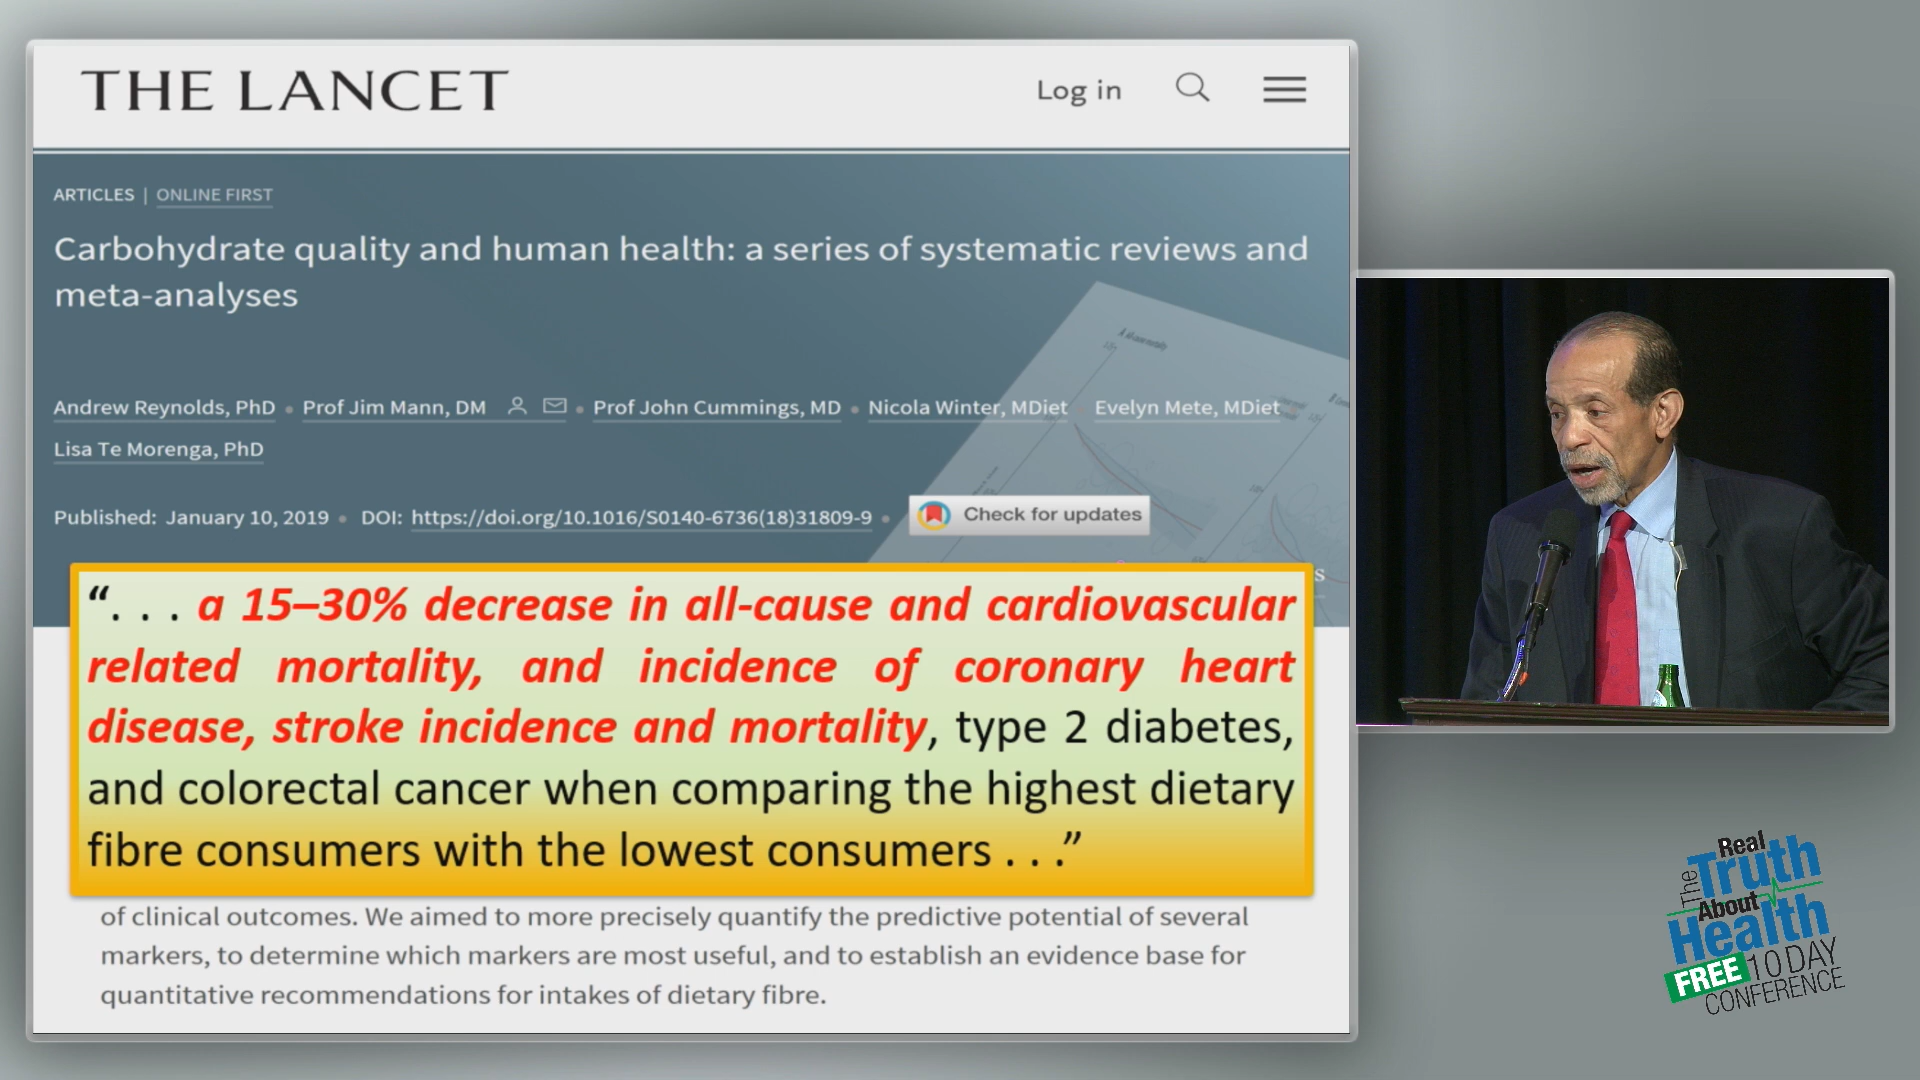 THE LANCET
Log in
ARTICLES | ONLINE FIRST
Carbohydrate quality and human health: a series of systematic reviews and
meta-analyses
Andrew Reynolds, PhD • Prof Jim Mann, DM • Prof John Cummings, MD • Nicola Winter, MDiet • Evelyn Mete, MDiet •
Lisa Te Morenga, PhD
Published: January 10, 2019 • DOI: https://doi.org/10.1016/S0140-6736(18)31809-9 •
Check for updates
s
“. . . a 15–30% decrease in all-cause and cardiovascular
related mortality, and incidence of coronary heart
disease, stroke incidence and mortality, type 2 diabetes,
and colorectal cancer when comparing the highest dietary
fibre consumers with the lowest consumers . . .”
of clinical outcomes. We aimed to more precisely quantify the predictive potential of several
markers, to determine which markers are most useful, and to establish an evidence base for
quantitative recommendations for intakes of dietary fibre.
The Real
Truth
About
Health
FREE 10 DAY
CONFERENCE